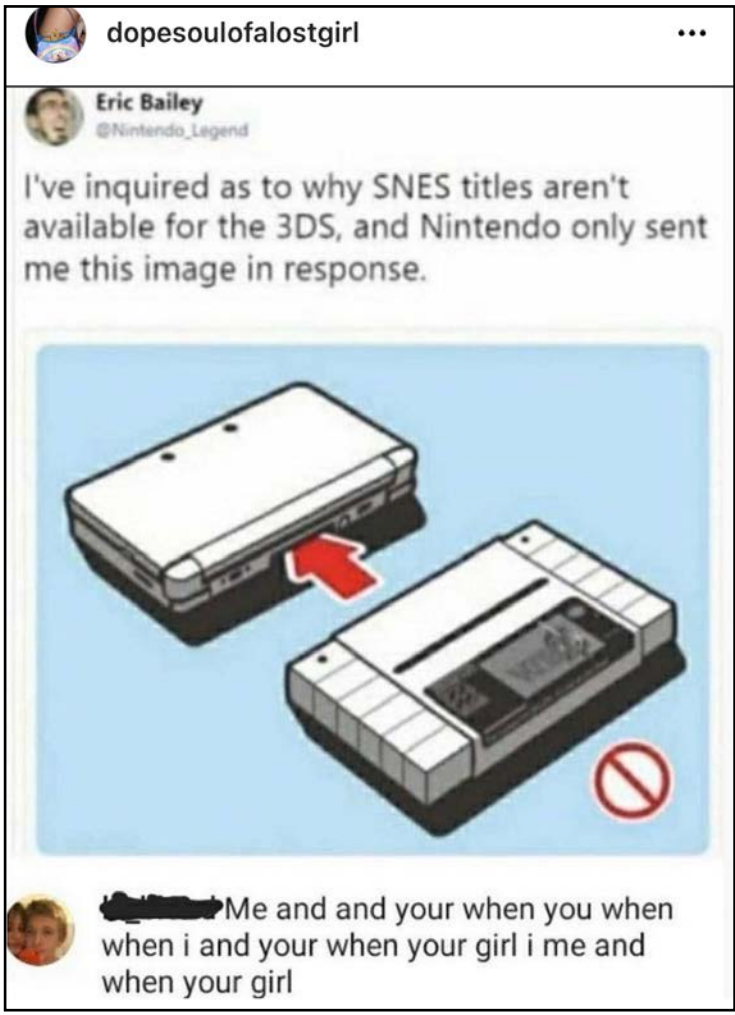 dopesoulofalostgirl
Eric Bailey
@Nintendo_Legend
I've inquired as to why SNES titles aren't
available for the 3DS, and Nintendo only sent
me this image in response.
Me and and your when you when
when i and your when your girl i me and
when your girl